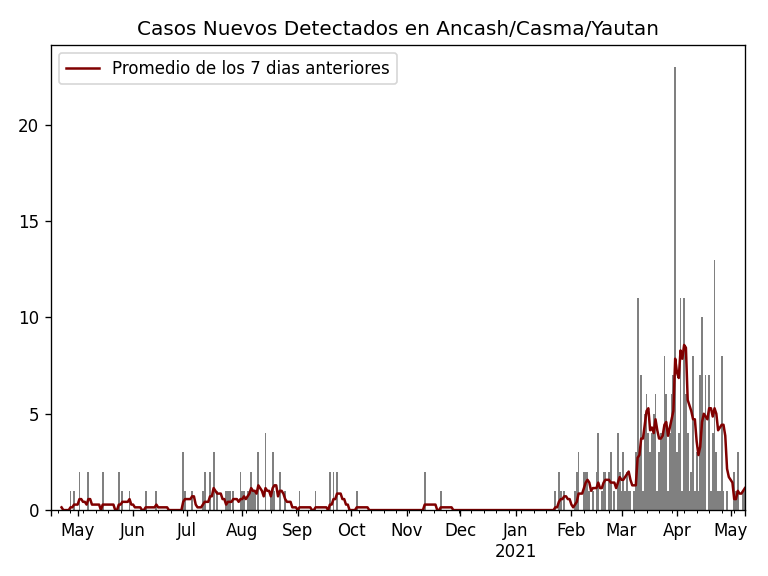 Casos Nuevos Detectados en Ancash/Casma/Yautan
Promedio de los 7 dias anteriores
20
15
10
5
0
May Jun Jul Aug Sep Oct Nov Dec Jan Feb Mar Apr May
2021